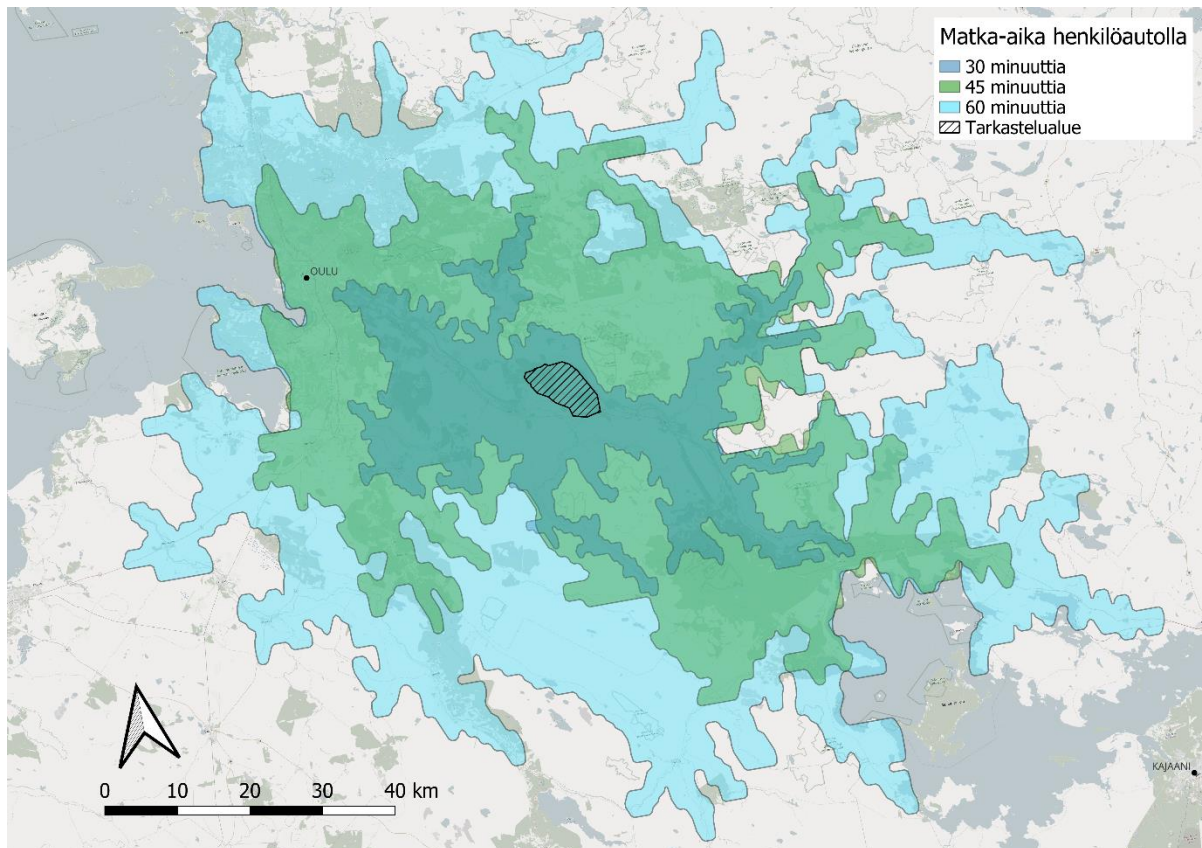 Matka-aika henkilöautolla
30 minuuttia
45 minuuttia
60 minuuttia
Tarkastelualue
OULU
KAJAANI
0 10 20 30 40 km